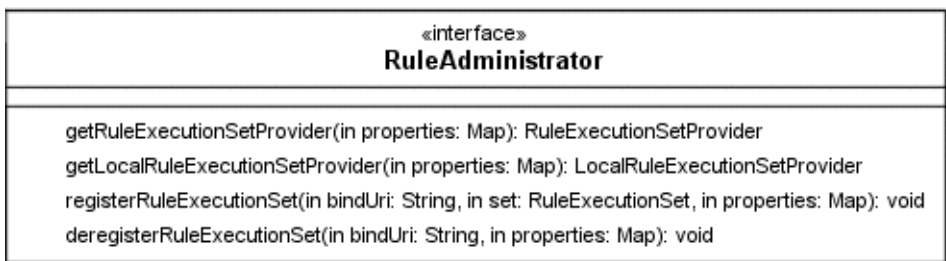 «interface»
RuleAdministrator
getRuleExecutionSetProvider(in properties: Map): RuleExecutionSetProvider
getLocalRuleExecutionSetProvider(in properties: Map): LocalRuleExecutionSetProvider
registerRuleExecutionSet(in bindUri: String, in set: RuleExecutionSet, in properties: Map): void
deregisterRuleExecutionSet(in bindUri: String, in properties: Map): void